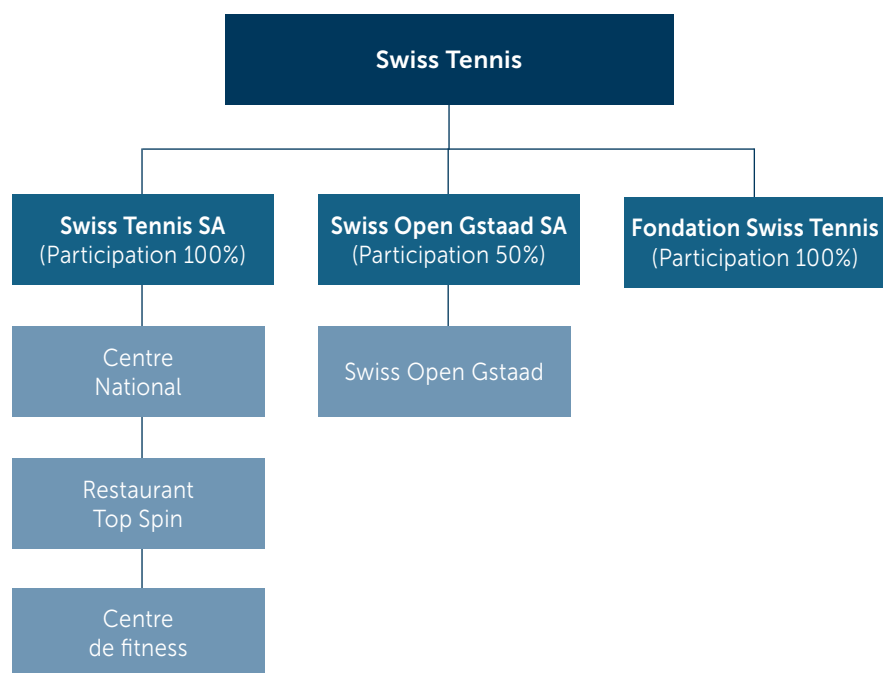 Swiss Tennis
Swiss Tennis SA
(Participation 100%)
Swiss Open Gstaad SA
(Participation 50%)
Fondation Swiss Tennis
(Participation 100%)
Centre
National
Swiss Open Gstaad
Restaurant
Top Spin
Centre
de fitness